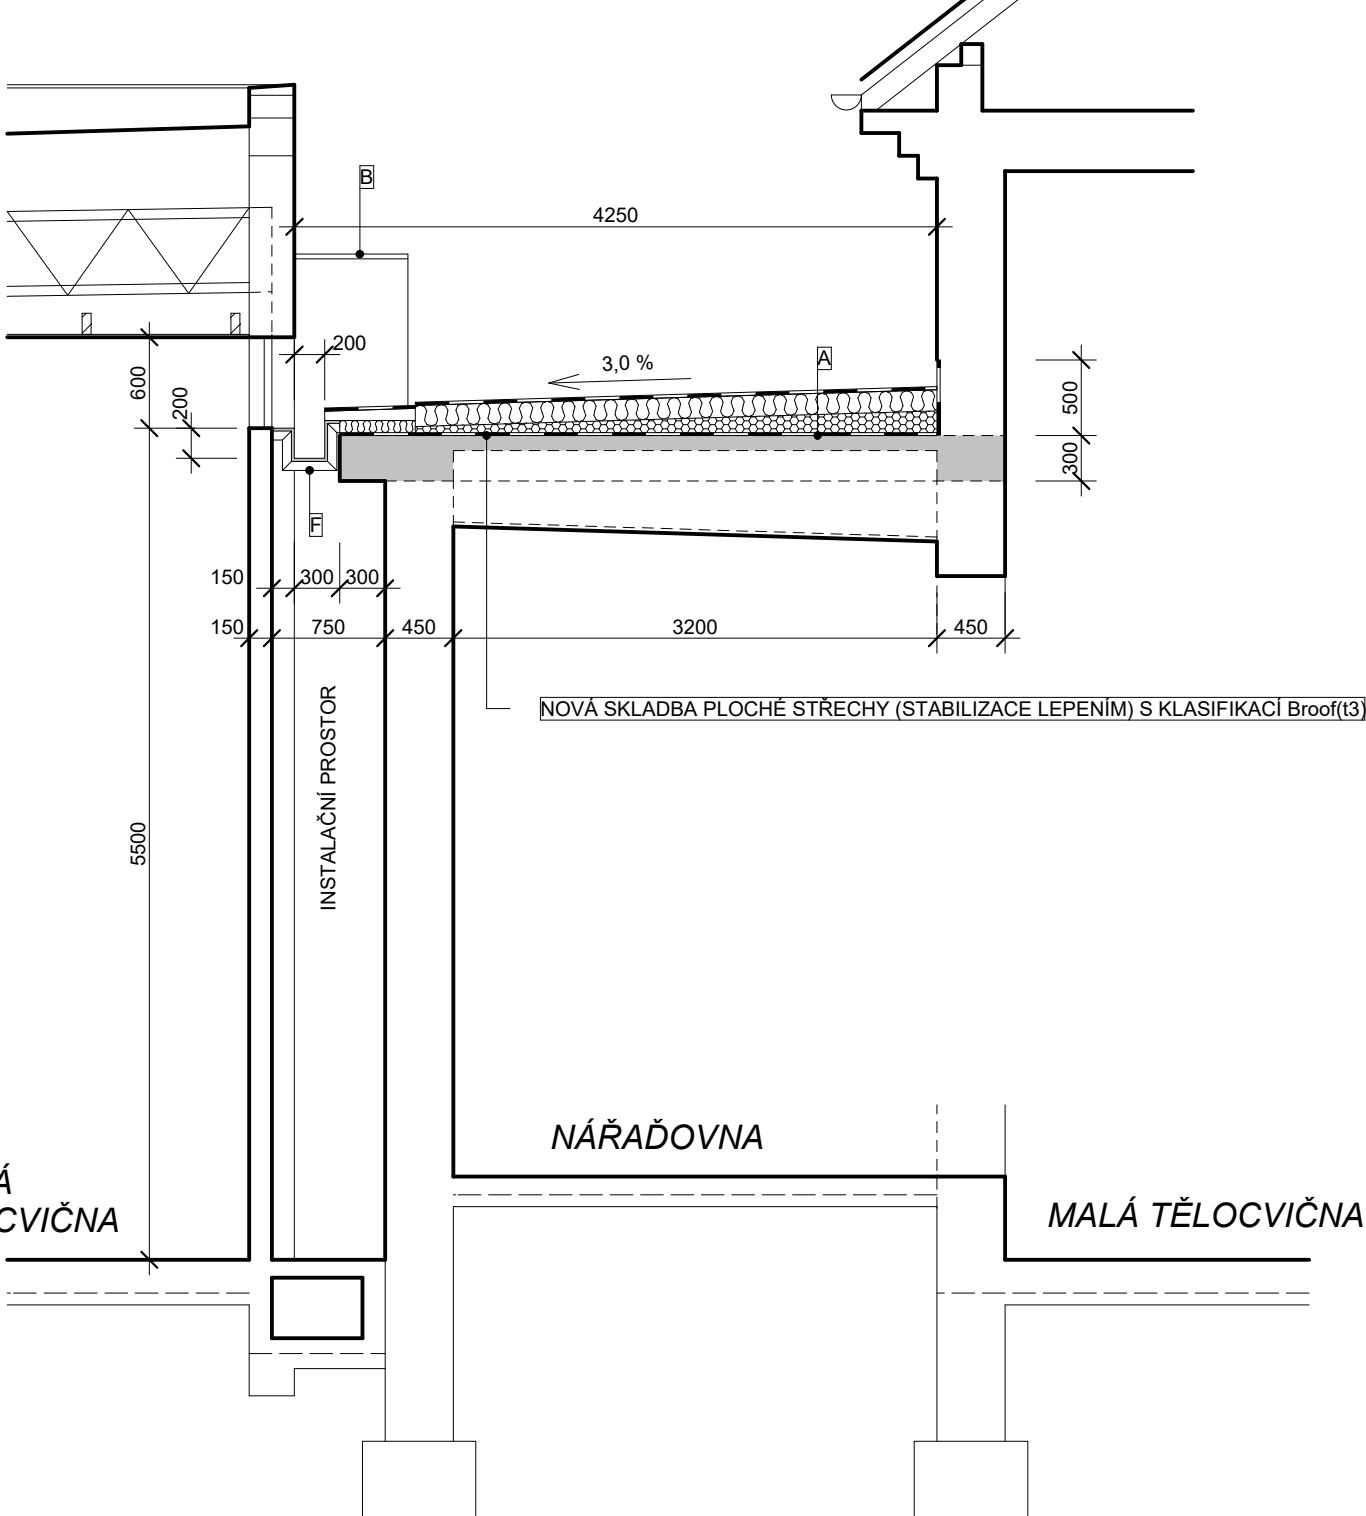 B
4250
200
3,0 %
A
600
200
500
300
F
150
300
300
150
750
450
3200
450
NOVÁ SKLADBA PLOCHÉ STŘECHY (STABILIZACE LEPENÍM) S KLASIFIKACÍ Broof(t3)
INSTALAČNÍ PROSTOR
5500
NÁŘAĎOVNA
Á
CVIČNA
MALÁ TĚLOCVIČNA